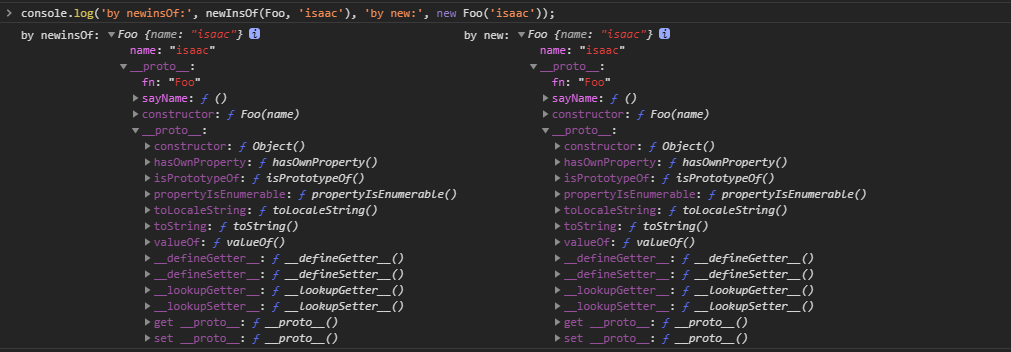 > console.log('by newinsOf:', newInsOf(Foo, 'isaac'), 'by new:', new Foo('isaac'));
by newinsOf: ▼Foo {name: "isaac"} i by new: ▼Foo {name: "isaac"} i
name: "isaac" name: "isaac"
▼__proto__: ▼__proto__:
fn: "Foo" fn: "Foo"
▶sayName: ƒ () ▶sayName: ƒ ()
▶constructor: ƒ Foo(name) ▶constructor: ƒ Foo(name)
▼__proto__: ▼__proto__:
▶constructor: ƒ Object() ▶constructor: ƒ Object()
▶hasOwnProperty: ƒ hasOwnProperty() ▶hasOwnProperty: ƒ hasOwnProperty()
▶isPrototypeOf: ƒ isPrototypeOf() ▶isPrototypeOf: ƒ isPrototypeOf()
▶propertyIsEnumerable: ƒ propertyIsEnumerable() ▶propertyIsEnumerable: ƒ propertyIsEnumerable()
▶toLocaleString: ƒ toLocaleString() ▶toLocaleString: ƒ toLocaleString()
▶toString: ƒ toString() ▶toString: ƒ toString()
▶valueOf: ƒ valueOf() ▶valueOf: ƒ valueOf()
▶__defineGetter__: ƒ __defineGetter__() ▶__defineGetter__: ƒ __defineGetter__()
▶__defineSetter__: ƒ __defineSetter__() ▶__defineSetter__: ƒ __defineSetter__()
▶__lookupGetter__: ƒ __lookupGetter__() ▶__lookupGetter__: ƒ __lookupGetter__()
▶__lookupSetter__: ƒ __lookupSetter__() ▶__lookupSetter__: ƒ __lookupSetter__()
▶get __proto__: ƒ __proto__() ▶get __proto__: ƒ __proto__()
▶set __proto__: ƒ __proto__() ▶set __proto__: ƒ __proto__()